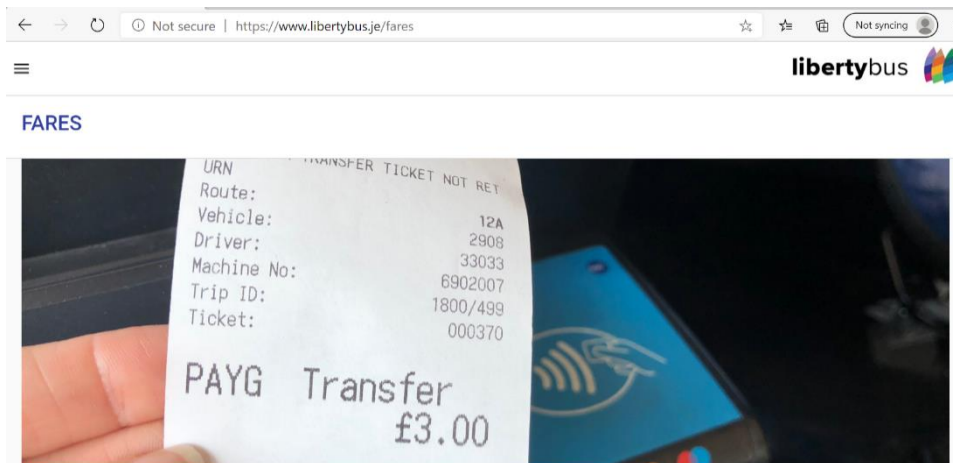 Not secure | https://www.libertybus.je/fares
Not syncing
libertybus
FARES
TRANSFER TICKET NOT RET
URN
Route: 12A
Vehicle: 2908
Driver: 33033
Machine No: 6902007
Trip ID: 1800/499
Ticket: 000370
PAYG Transfer
£3.00